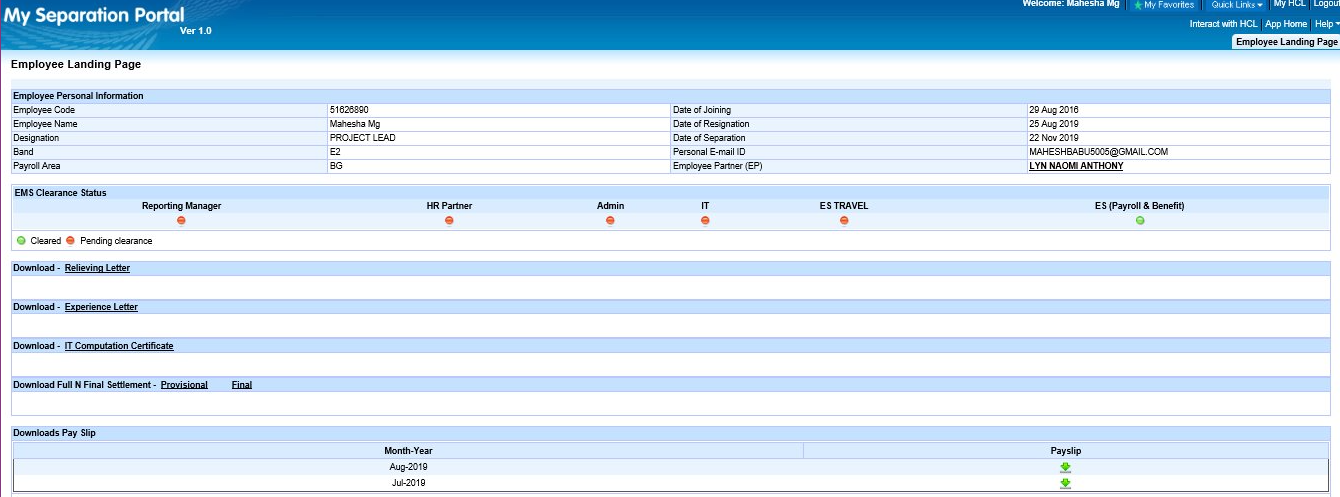 My Separation Portal
Ver 1.0
Welcome: Mahesha Mg My Favorites Quick Links My HCL Logout
Interact with HCL App Home Help
Employee Landing Page
Employee Landing Page
Employee Personal Information
Employee Code 51626890 Date of Joining 29 Aug 2016
Employee Name Mahesha Mg Date of Resignation 25 Aug 2019
Designation PROJECT LEAD Date of Separation 22 Nov 2019
Band E2 Personal E-mail ID MAHESHBABU5005@GMAIL.COM
Payroll Area BG Employee Partner (EP) LYN NAOMI ANTHONY
EMS Clearance Status
Reporting Manager HR Partner Admin IT ES TRAVEL ES (Payroll & Benefit)
Cleared Pending clearance
Download - Relieving Letter
Download - Experience Letter
Download - IT Computation Certificate
Download Full N Final Settlement - Provisional Final
Downloads Pay Slip
Month-Year Payslip
Aug-2019
Jul-2019